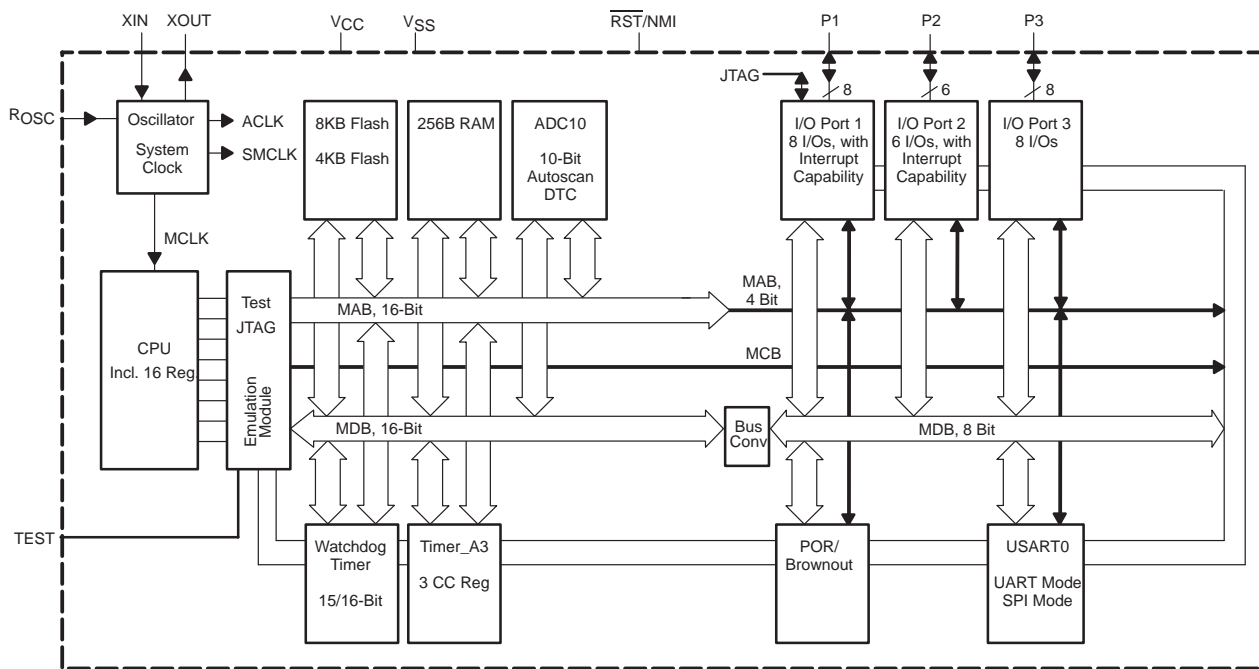 XIN
XOUT
VCC
VSS
RST/NMI
P1
P2
P3
JTAG
8
6
8
ROSC
Oscillator
System
Clock
ACLK
SMCLK
8KB Flash
4KB Flash
256B RAM
ADC10
10-Bit
Autoscan
DTC
I/O Port 1
8 I/Os, with
Interrupt
Capability
I/O Port 2
6 I/Os, with
Interrupt
Capability
I/O Port 3
8 I/Os
MCLK
CPU
Incl. 16 Reg.
Test
JTAG
Emulation
Module
MAB, 16-Bit
MAB,
4 Bit
MCB
MDB, 16-Bit
Bus
Conv
MDB, 8 Bit
TEST
Watchdog
Timer
15/16-Bit
Timer_A3
3 CC Reg
POR/
Brownout
USART0
UART Mode
SPI Mode